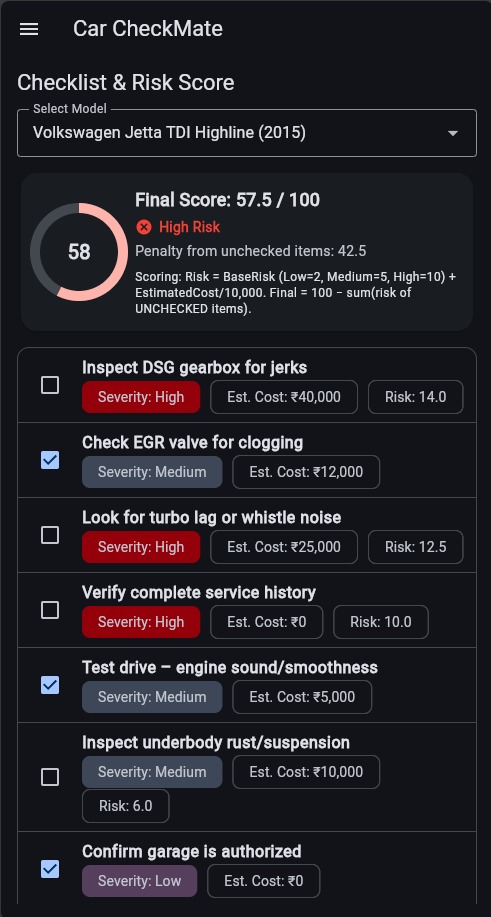 Car CheckMate
Checklist & Risk Score
Select Model
Volkswagen Jetta TDI Highline (2015)
58
Final Score: 57.5 / 100
High Risk
Penalty from unchecked items: 42.5
Scoring: Risk = BaseRisk (Low=2, Medium=5, High=10) +
EstimatedCost/10,000. Final = 100 − sum(risk of
UNCHECKED items).
Inspect DSG gearbox for jerks
Severity: High Est. Cost: ₹40,000 Risk: 14.0
Check EGR valve for clogging
Severity: Medium Est. Cost: ₹12,000
Look for turbo lag or whistle noise
Severity: High Est. Cost: ₹25,000 Risk: 12.5
Verify complete service history
Severity: High Est. Cost: ₹0 Risk: 10.0
Test drive – engine sound/smoothness
Severity: Medium Est. Cost: ₹5,000
Inspect underbody rust/suspension
Severity: Medium Est. Cost: ₹10,000
Risk: 6.0
Confirm garage is authorized
Severity: Low Est. Cost: ₹0